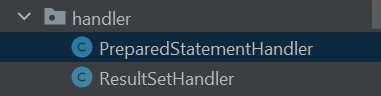 handler
C PreparedStatementHandler
C ResultSetHandler